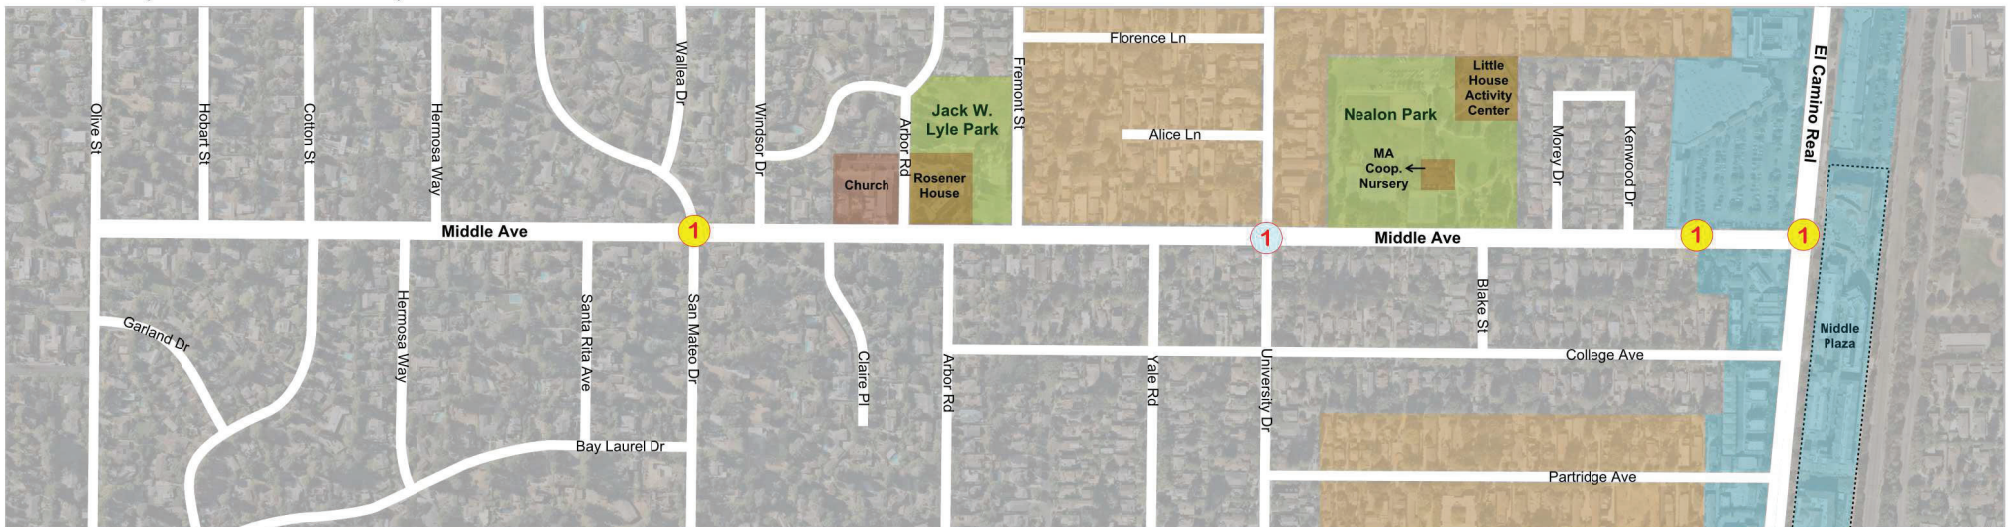 Florence Ln
Little
House
Activity
Center
El Camino Real
Wallea Dr
Fremont St
Olive St
Hobart St
Cotton St
Hermosa Way
Windsor Dr
Arbor Rd
Jack W.
Lyle Park
Alice Ln
Nealon Park
Morey Dr
Kenwood Dr
MA
Coop.
Nursery
Church
Rosener
House
Middle Ave
1
1
Middle Ave
1
1
Garland Dr
Hermosa Way
Santa Rita Ave
San Mateo Dr
Claire Pl
Arbor Rd
Yale Rd
University Dr
Blake St
College Ave
Middle
Plaza
Bay Laurel Dr
Partridge Ave